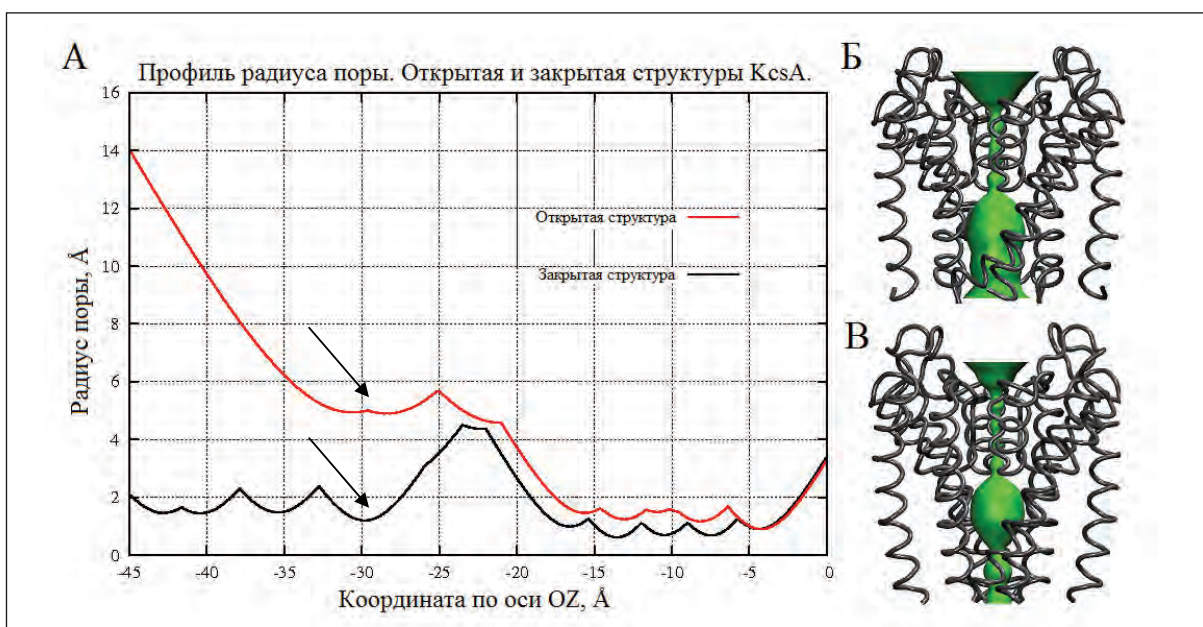 А
Профиль радиуса поры. Открытая и закрытая структуры KcsA.
Радиус поры, Å
16
14
12
10
8
6
4
2
0
Открытая структура
Закрытая структура
-45 -40 -35 -30 -25 -20 -15 -10 -5 0
Координата по оси OZ, Å
Б
В